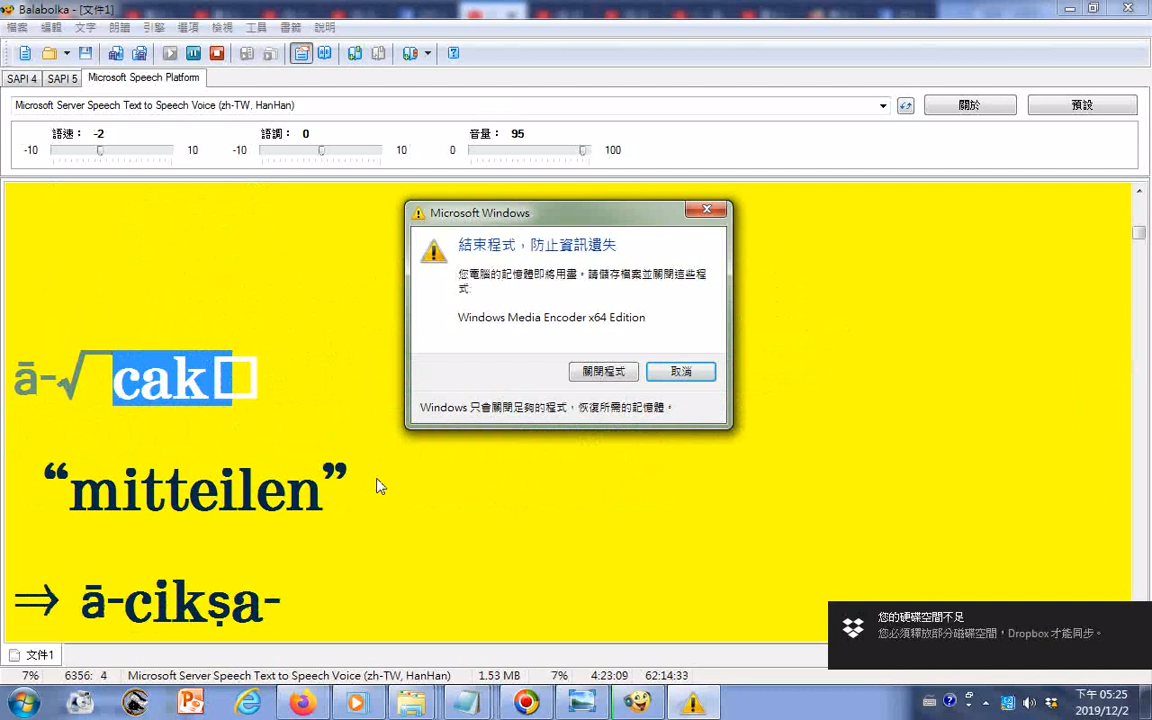 Balabolka - [文件1]
檔案 編輯 文字 朗讀 引擎 選項 檢視 工具 書籤 說明
SAPI 4 SAPI 5 Microsoft Speech Platform
Microsoft Server Speech Text to Speech Voice (zh-TW, HanHan)
關於 預設
語速： -2 語調： 0 音量： 95
-10 10 -10 10 0 100
Microsoft Windows
結束程式，防止資訊遺失
您電腦的記憶體即將用盡。請儲存檔案並關閉這些程
式:
Windows Media Encoder x64 Edition
關閉程式 取消
Windows 只會關閉足夠的程式，恢復所需的記憶體。
ā-√ cak□
“mitteilen”
⇒ ā-cikṣa-
您的硬碟空間不足
您必須釋放部分磁碟空間，Dropbox 才能同步。
文件1
7% 6356: 4 Microsoft Server Speech Text to Speech Voice (zh-TW, HanHan) 1.53 MB 7% 4:23:09 62:14:33
下午 05:25
2019/12/2